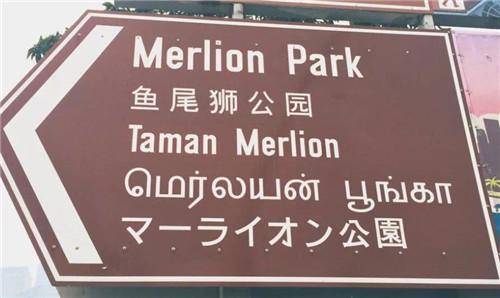 Merlion Park
鱼尾狮公园
Taman Merlion
மெர்லயன் பூங்கா
マーライオン公園